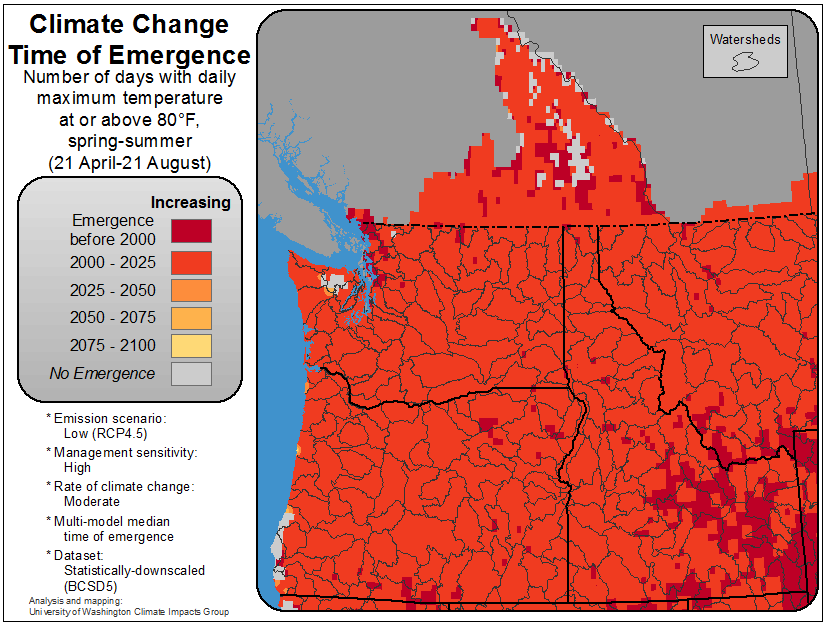 Climate Change
Time of Emergence
Number of days with daily
maximum temperature
at or above 80°F,
spring-summer
(21 April-21 August)
Increasing
Emergence
before 2000
2000 - 2025
2025 - 2050
2050 - 2075
2075 - 2100
No Emergence
* Emission scenario:
Low (RCP4.5)
* Management sensitivity:
High
* Rate of climate change:
Moderate
* Multi-model median
time of emergence
* Dataset:
Statistically-downscaled
(BCSD5)
Analysis and mapping:
University of Washington Climate Impacts Group
Watersheds